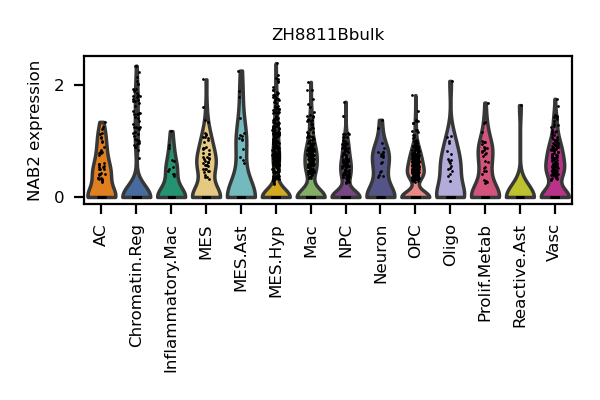 ZH8811Bbulk
NAB2 expression
2
0
AC
Chromatin.Reg
Inflammatory.Mac
MES
MES.Ast
MES.Hyp
Mac
NPC
Neuron
OPC
Oligo
Prolif.Metab
Reactive.Ast
Vasc